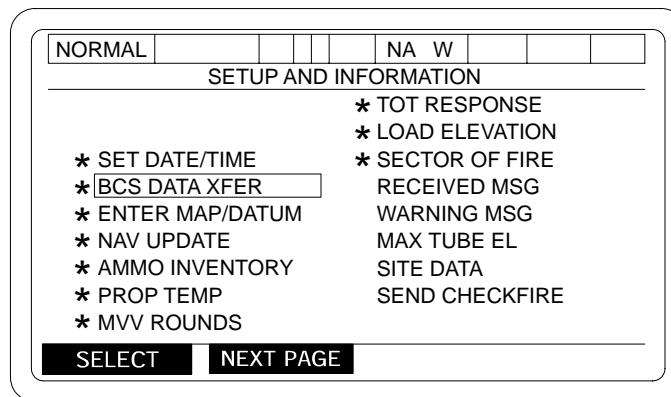 NORMAL NA W
SETUP AND INFORMATION
* SET DATE/TIME
* BCS DATA XFER
* ENTER MAP/DATUM
* NAV UPDATE
* AMMO INVENTORY
* PROP TEMP
* MVV ROUNDS
* TOT RESPONSE
* LOAD ELEVATION
* SECTOR OF FIRE
RECEIVED MSG
WARNING MSG
MAX TUBE EL
SITE DATA
SEND CHECKFIRE
SELECT NEXT PAGE